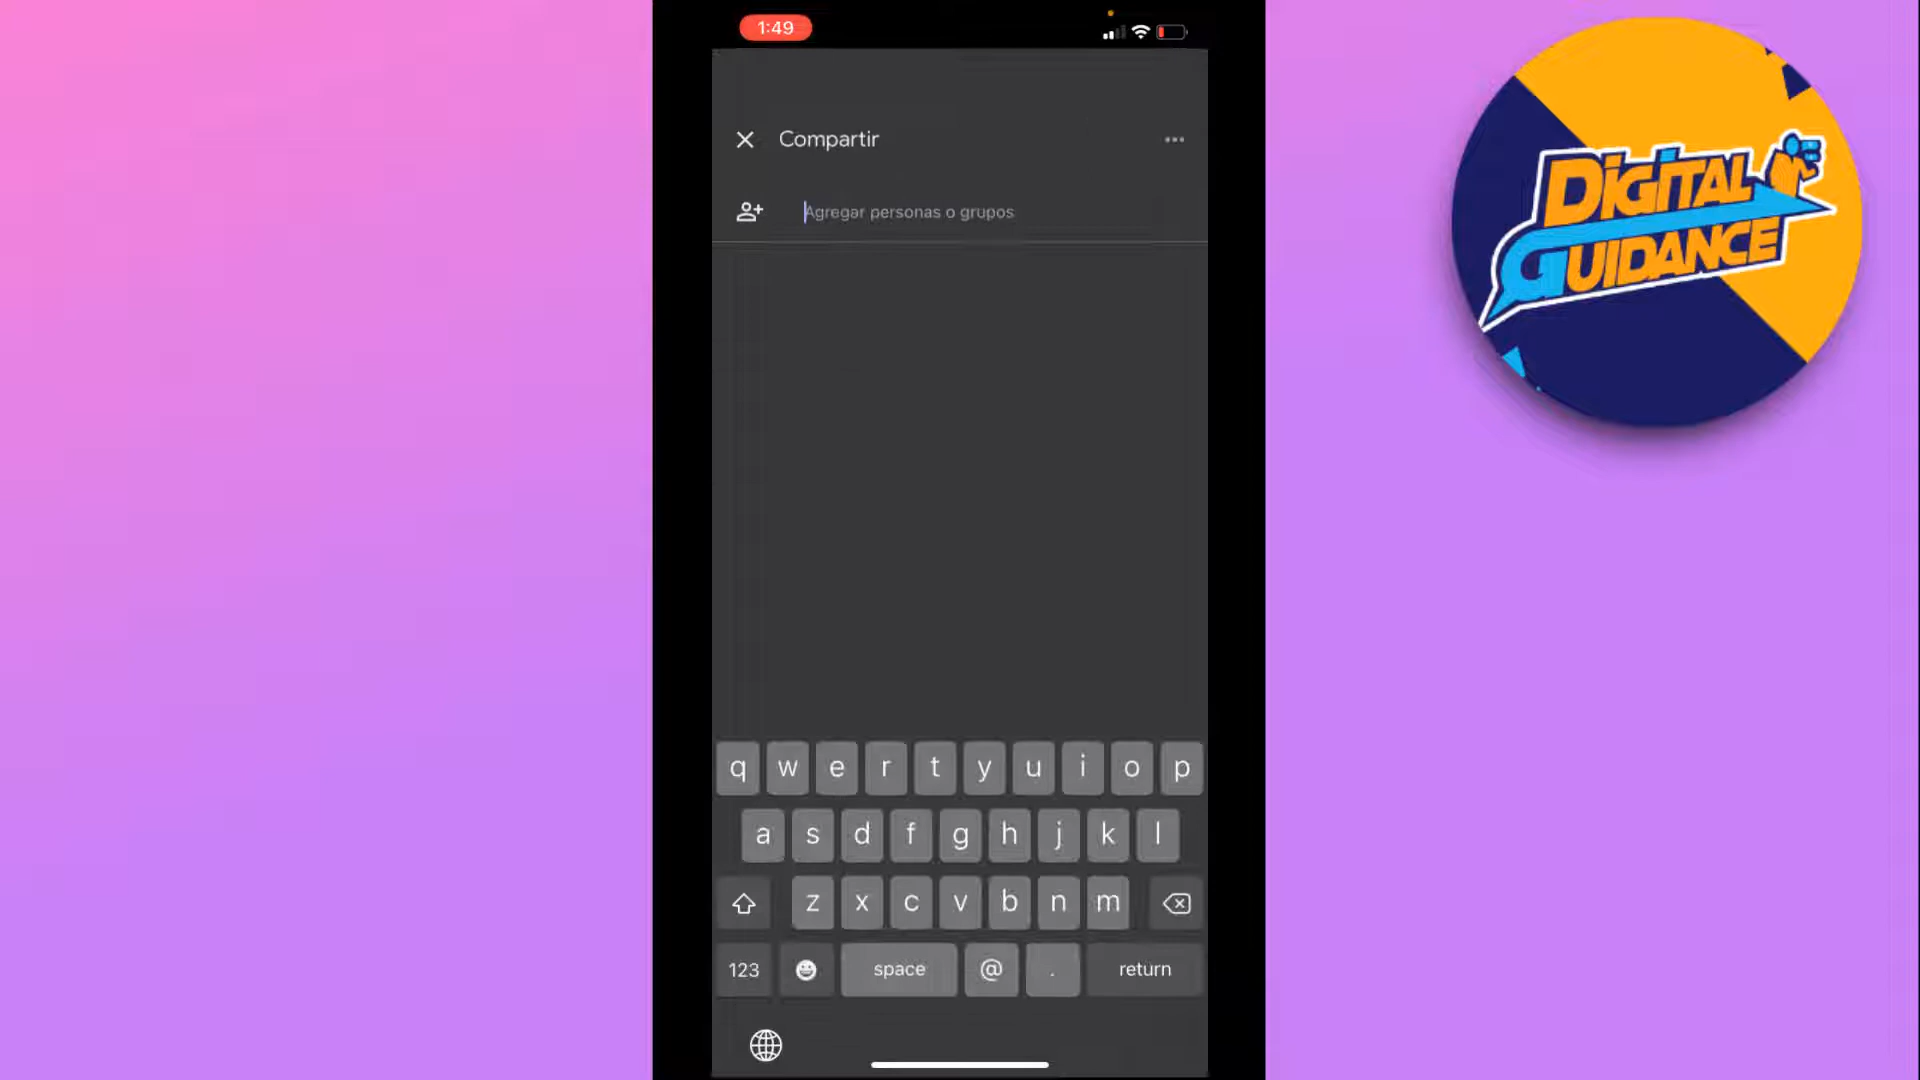 1:49
Compartir
Agregar personas o grupos
DIGITAL
GUIDANCE
q w e r t y u i o p
a s d f g h j k l
z x c v b n m
123 space @ . return